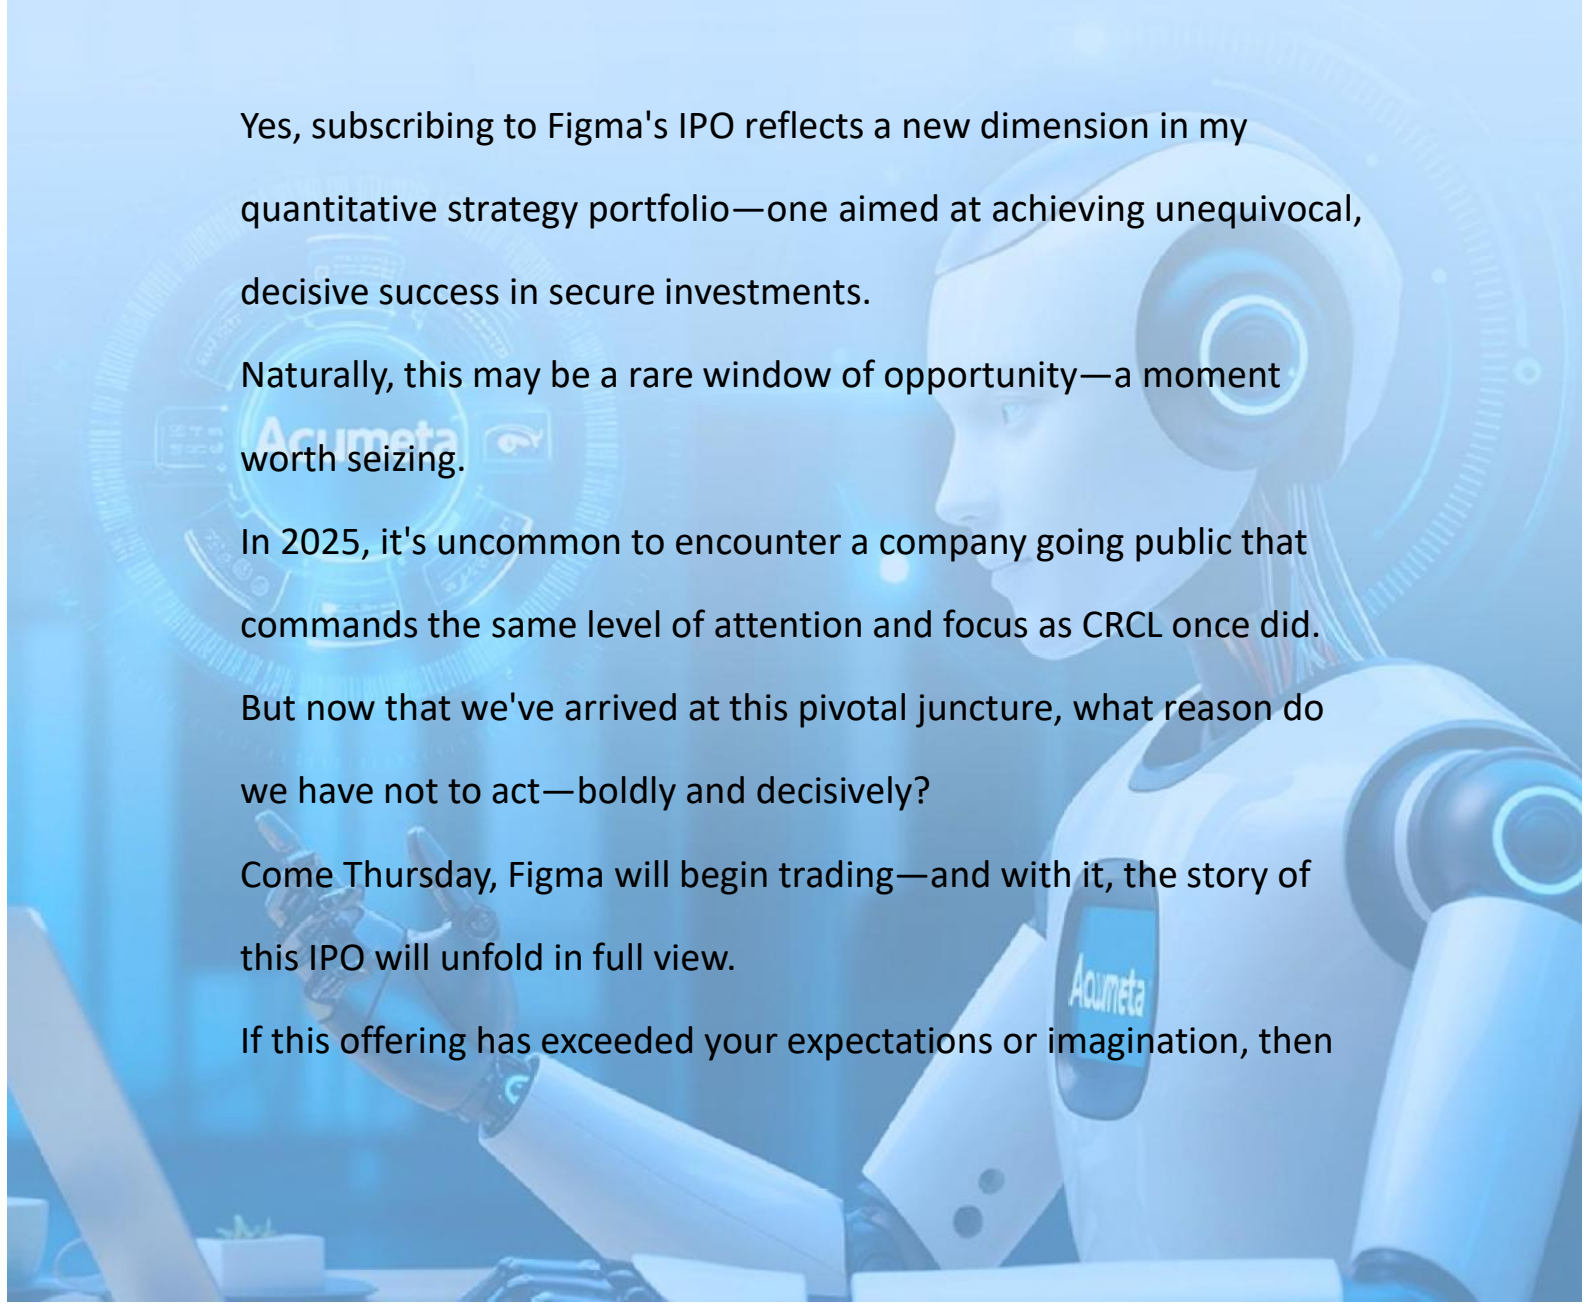 Yes, subscribing to Figma's IPO reflects a new dimension in my
quantitative strategy portfolio—one aimed at achieving unequivocal,
decisive success in secure investments.
Naturally, this may be a rare window of opportunity—a moment
Acumeta
worth seizing.
In 2025, it's uncommon to encounter a company going public that
commands the same level of attention and focus as CRCL once did.
But now that we've arrived at this pivotal juncture, what reason do
we have not to act—boldly and decisively?
Come Thursday, Figma will begin trading—and with it, the story of
this IPO will unfold in full view.
Acumeta
If this offering has exceeded your expectations or imagination, then